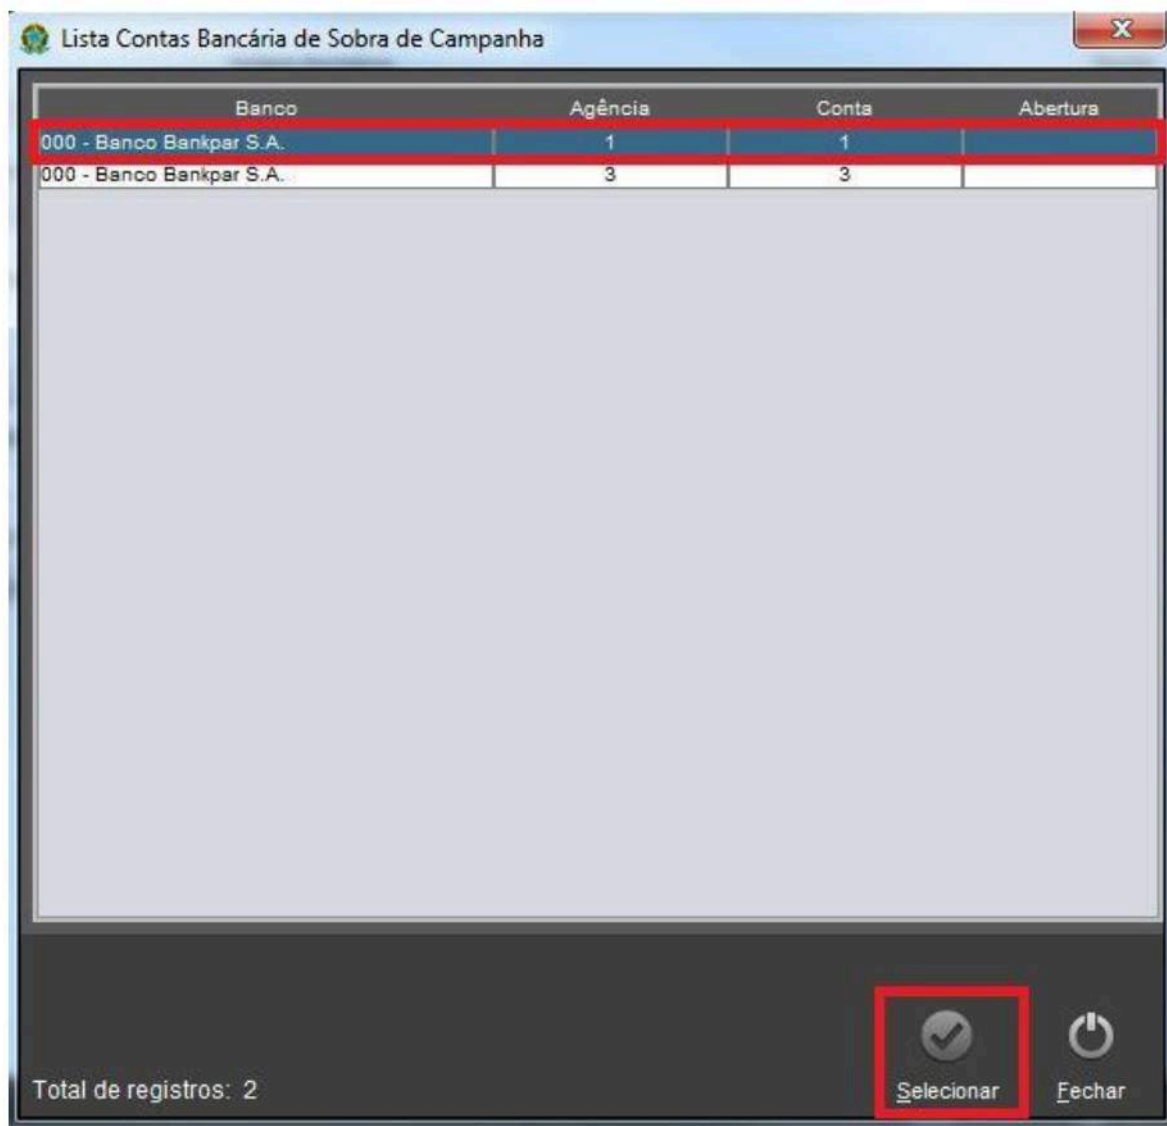 Lista Contas Bancária de Sobra de Campanha
Banco Agência Conta Abertura
000 - Banco Bankpar S.A. 1 1
000 - Banco Bankpar S.A. 3 3
Total de registros: 2
Selecionar Fechar